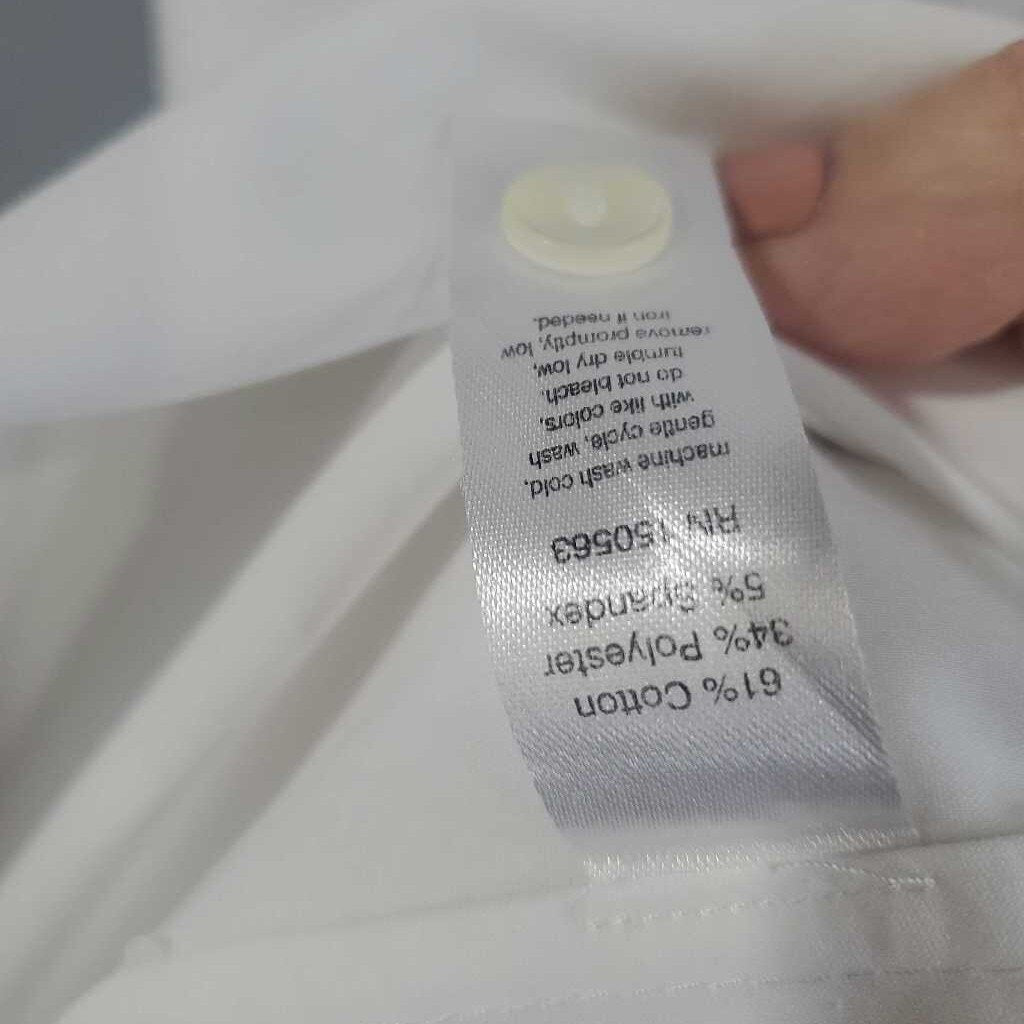 61% Cotton
34% Polyester
5% Spandex
RN 150563
machine wash cold,
gentle cycle, wash
with like colors,
do not bleach,
tumble dry low,
remove promptly, low
iron if needed.